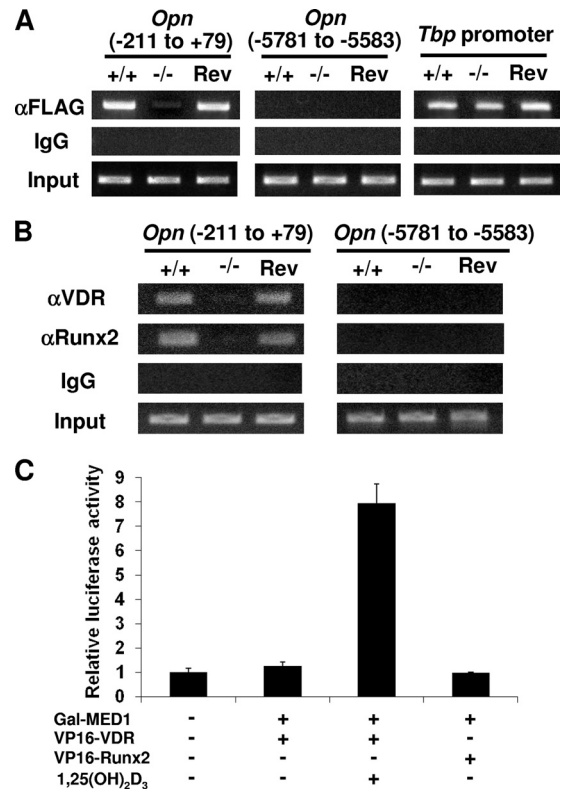 A
Opn (-211 to +79) Opn (-5781 to -5583) Tbp promoter
+/+ -/- Rev +/+ -/- Rev +/+ -/- Rev
αFLAG
IgG
Input
B
Opn (-211 to +79) Opn (-5781 to -5583)
+/+ -/- Rev +/+ -/- Rev
αVDR
αRunx2
IgG
Input
C
Relative luciferase activity
9
8
7
6
5
4
3
2
1
0
Gal-MED1 - + + +
VP16-VDR - + + -
VP16-Runx2 - - - +
1,25(OH)₂D₃ - - + -